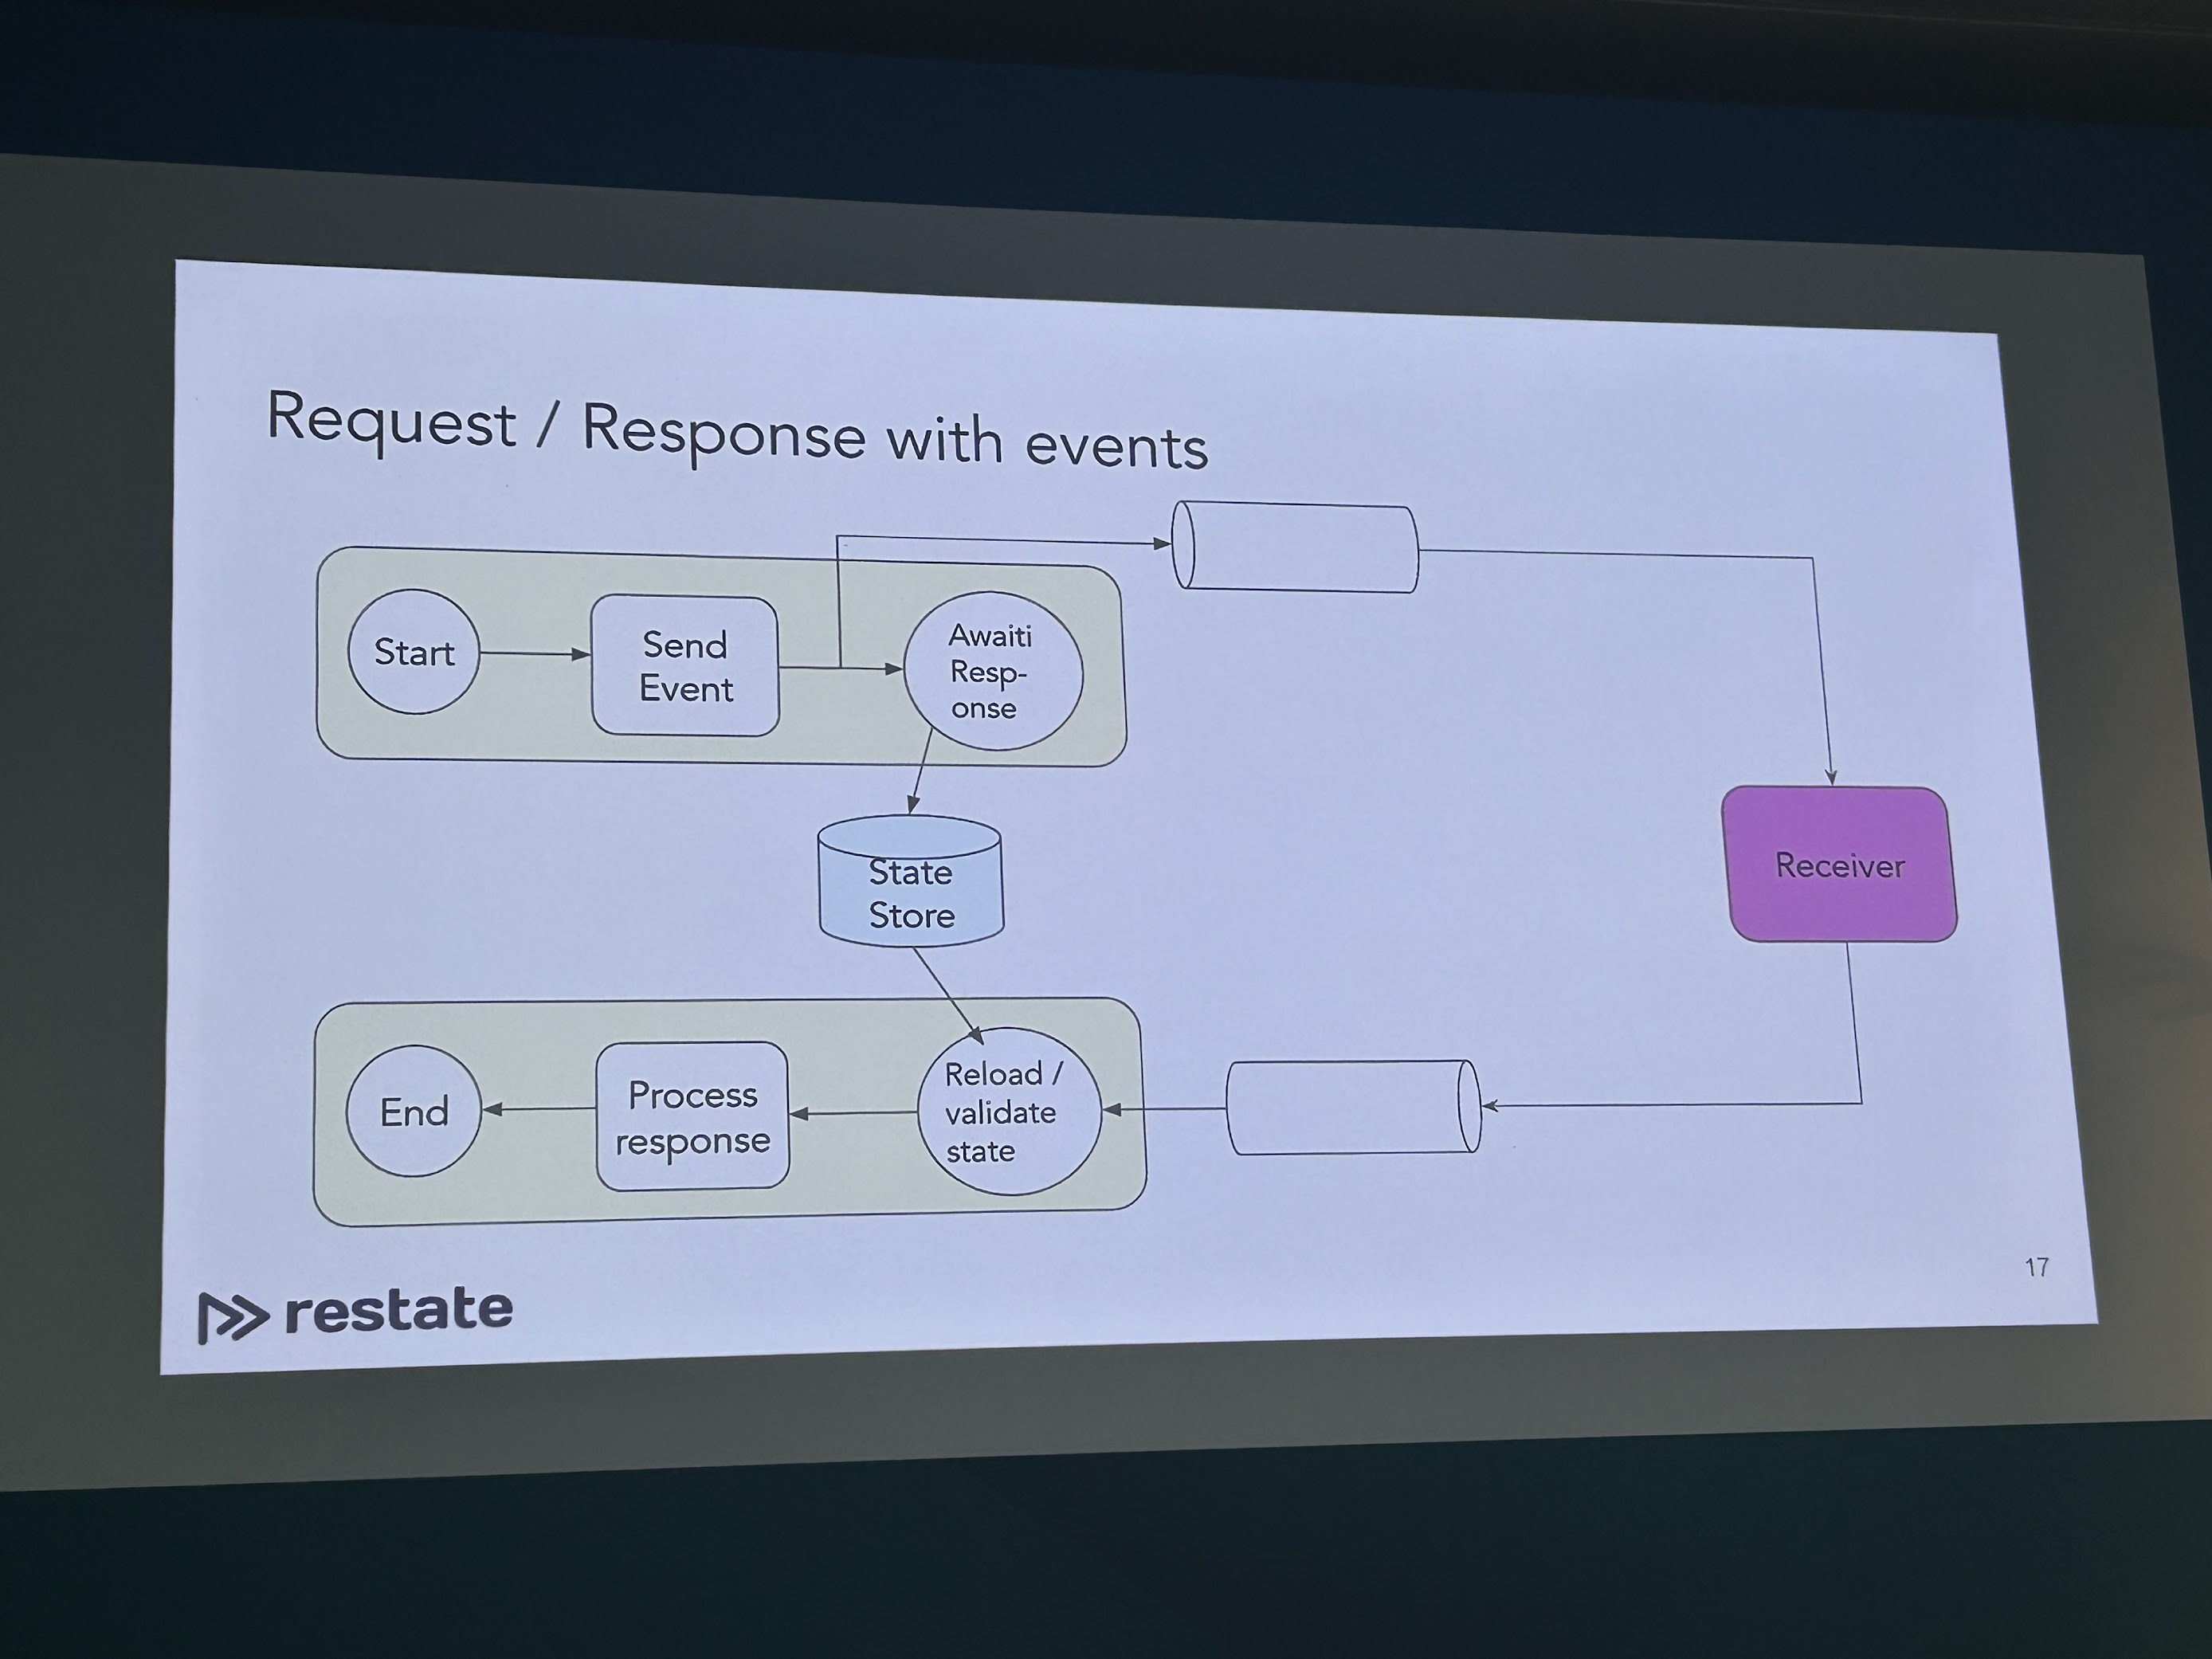 Request / Response with events
Start
Send
Event
Awaiti
Resp-
onse
State
Store
Receiver
Reload /
validate
state
Process
response
End
restate
17